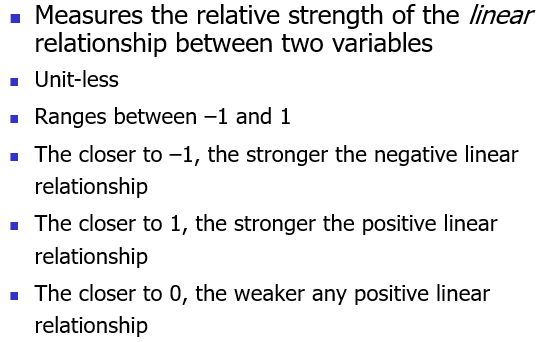 Measures the relative strength of the linear
relationship between two variables
Unit-less
Ranges between –1 and 1
The closer to –1, the stronger the negative linear
relationship
The closer to 1, the stronger the positive linear
relationship
The closer to 0, the weaker any positive linear
relationship